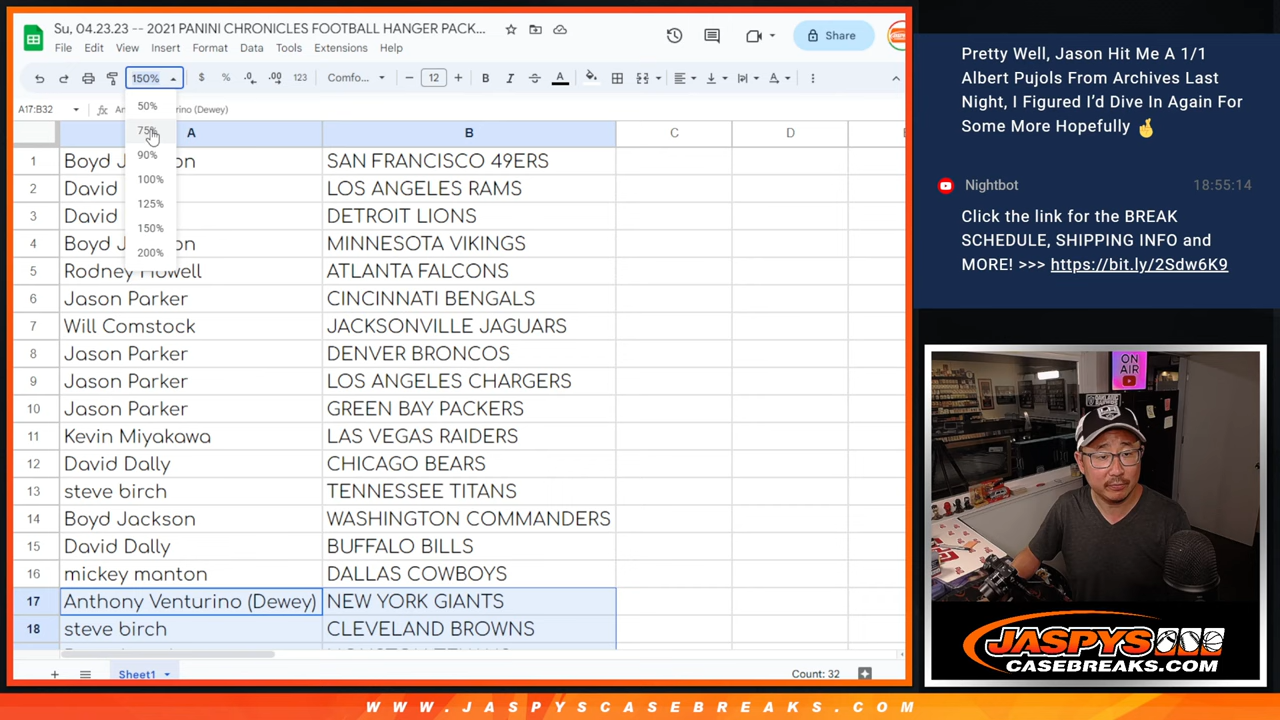 Su, 04.23.23 -- 2021 PANINI CHRONICLES FOOTBALL HANGER PACK...
Share
File Edit View Insert Format Data Tools Extensions Help
150% $ % .0 .00 123 Comfo... 12 B I A
A17:B32
50%
75%
90%
100%
125%
150%
200%
A B C D
1 Boyd SAN FRANCISCO 49ERS
2 David LOS ANGELES RAMS
3 David DETROIT LIONS
4 Boyd MINNESOTA VIKINGS
5 Rodney Howell ATLANTA FALCONS
6 Jason Parker CINCINNATI BENGALS
7 Will Comstock JACKSONVILLE JAGUARS
8 Jason Parker DENVER BRONCOS
9 Jason Parker LOS ANGELES CHARGERS
10 Jason Parker GREEN BAY PACKERS
11 Kevin Miyakawa LAS VEGAS RAIDERS
12 David Dally CHICAGO BEARS
13 steve birch TENNESSEE TITANS
14 Boyd Jackson WASHINGTON COMMANDERS
15 David Dally BUFFALO BILLS
16 mickey manton DALLAS COWBOYS
17 Anthony Venturino (Dewey) NEW YORK GIANTS
18 steve birch CLEVELAND BROWNS
Sheet1
Count: 32
Pretty Well, Jason Hit Me A 1/1
Albert Pujols From Archives Last
Night, I Figured I'd Dive In Again For
Some More Hopefully 🤞
Nightbot 18:55:14
Click the link for the BREAK
SCHEDULE, SHIPPING INFO and
MORE! >>> https://bit.ly/2Sdw6K9
ON
AIR
JASPYS
CASEBREAKS.COM
WWW.JASPYSCASEBREAKS.COM